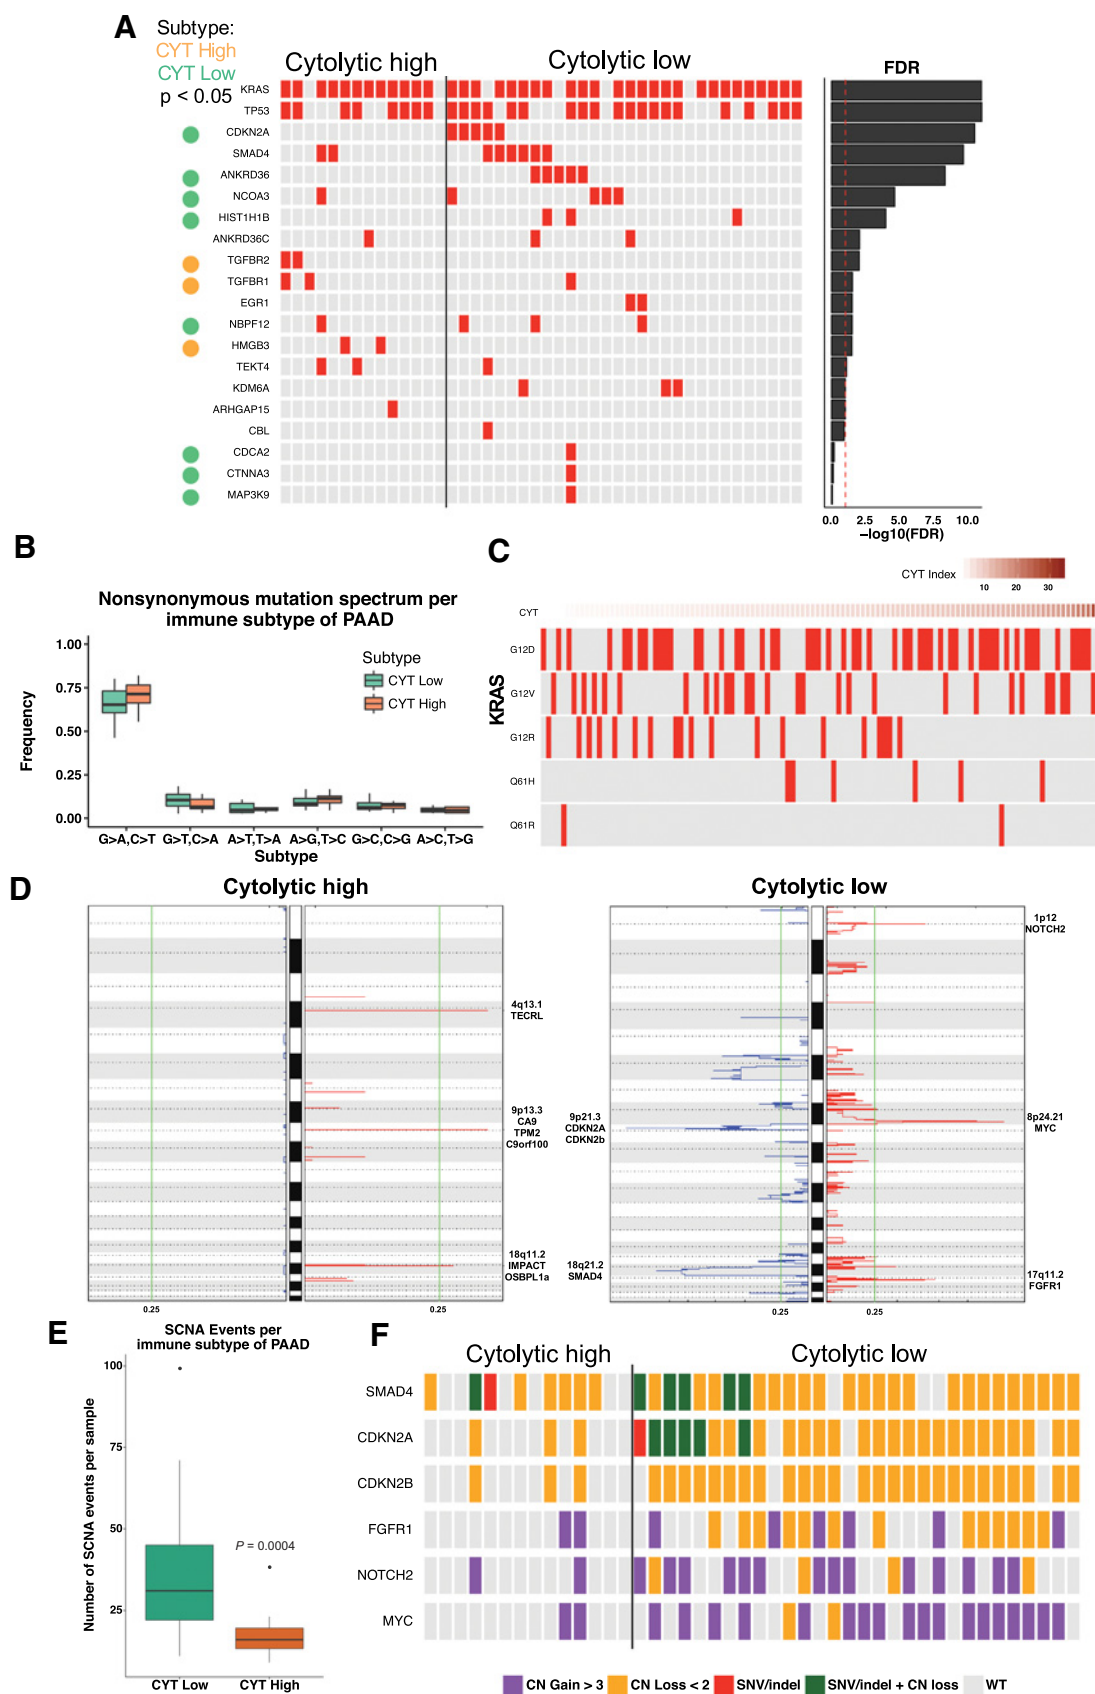 A
Subtype:
CYT High
CYT Low
p < 0.05
Cytolytic high
Cytolytic low
FDR
KRAS
TP53
CDKN2A
SMAD4
ANKRD36
NCOA3
HIST1H1B
ANKRD36C
TGFBR2
TGFBR1
EGR1
NBPF12
HMGB3
TEKT4
KDM6A
ARHGAP15
CBL
CDCA2
CTNNA3
MAP3K9
0.0 2.5 5.0 7.5 10.0
−log10(FDR)
B
Nonsynonymous mutation spectrum per
immune subtype of PAAD
Frequency
1.00
0.75
0.50
0.25
0.00
Subtype
CYT Low
CYT High
G>A,C>T G>T,C>A A>T,T>A A>G,T>C G>C,C>G A>C,T>G
Subtype
C
CYT Index
10 20 30
CYT
KRAS
G12D
G12V
G12R
Q61H
Q61R
D
Cytolytic high
4q13.1
TECRL
9p13.3
CA9
TPM2
C9orf100
18q11.2
IMPACT
OSBPL1a
0.25 0.25
Cytolytic low
1p12
NOTCH2
9p21.3
CDKN2A
CDKN2b
8p24.21
MYC
18q21.2
SMAD4
17q11.2
FGFR1
0.25 0.25
E
SCNA Events per
immune subtype of PAAD
Number of SCNA events per sample
100
75
50
25
P = 0.0004
CYT Low CYT High
F
Cytolytic high
Cytolytic low
SMAD4
CDKN2A
CDKN2B
FGFR1
NOTCH2
MYC
CN Gain > 3 CN Loss < 2 SNV/indel SNV/indel + CN loss WT